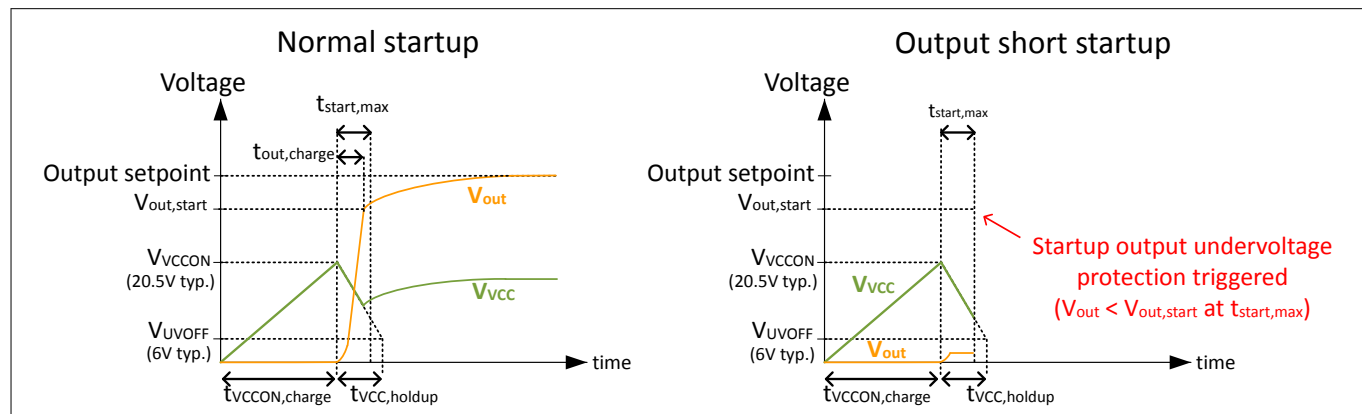 Normal startup
Voltage
tstart,max
tout,charge
Output setpoint
Vout,start
Vout
VVCCON
(20.5V typ.)
VVCC
VUVOFF
(6V typ.)
time
tVCCON,charge
tVCC,holdup
Output short startup
Voltage
tstart,max
Output setpoint
Vout,start
VVCCON
(20.5V typ.)
VVCC
Startup output undervoltage
protection triggered
(Vout < Vout,start at tstart,max)
VUVOFF
(6V typ.)
Vout
time
tVCCON,charge
tVCC,holdup